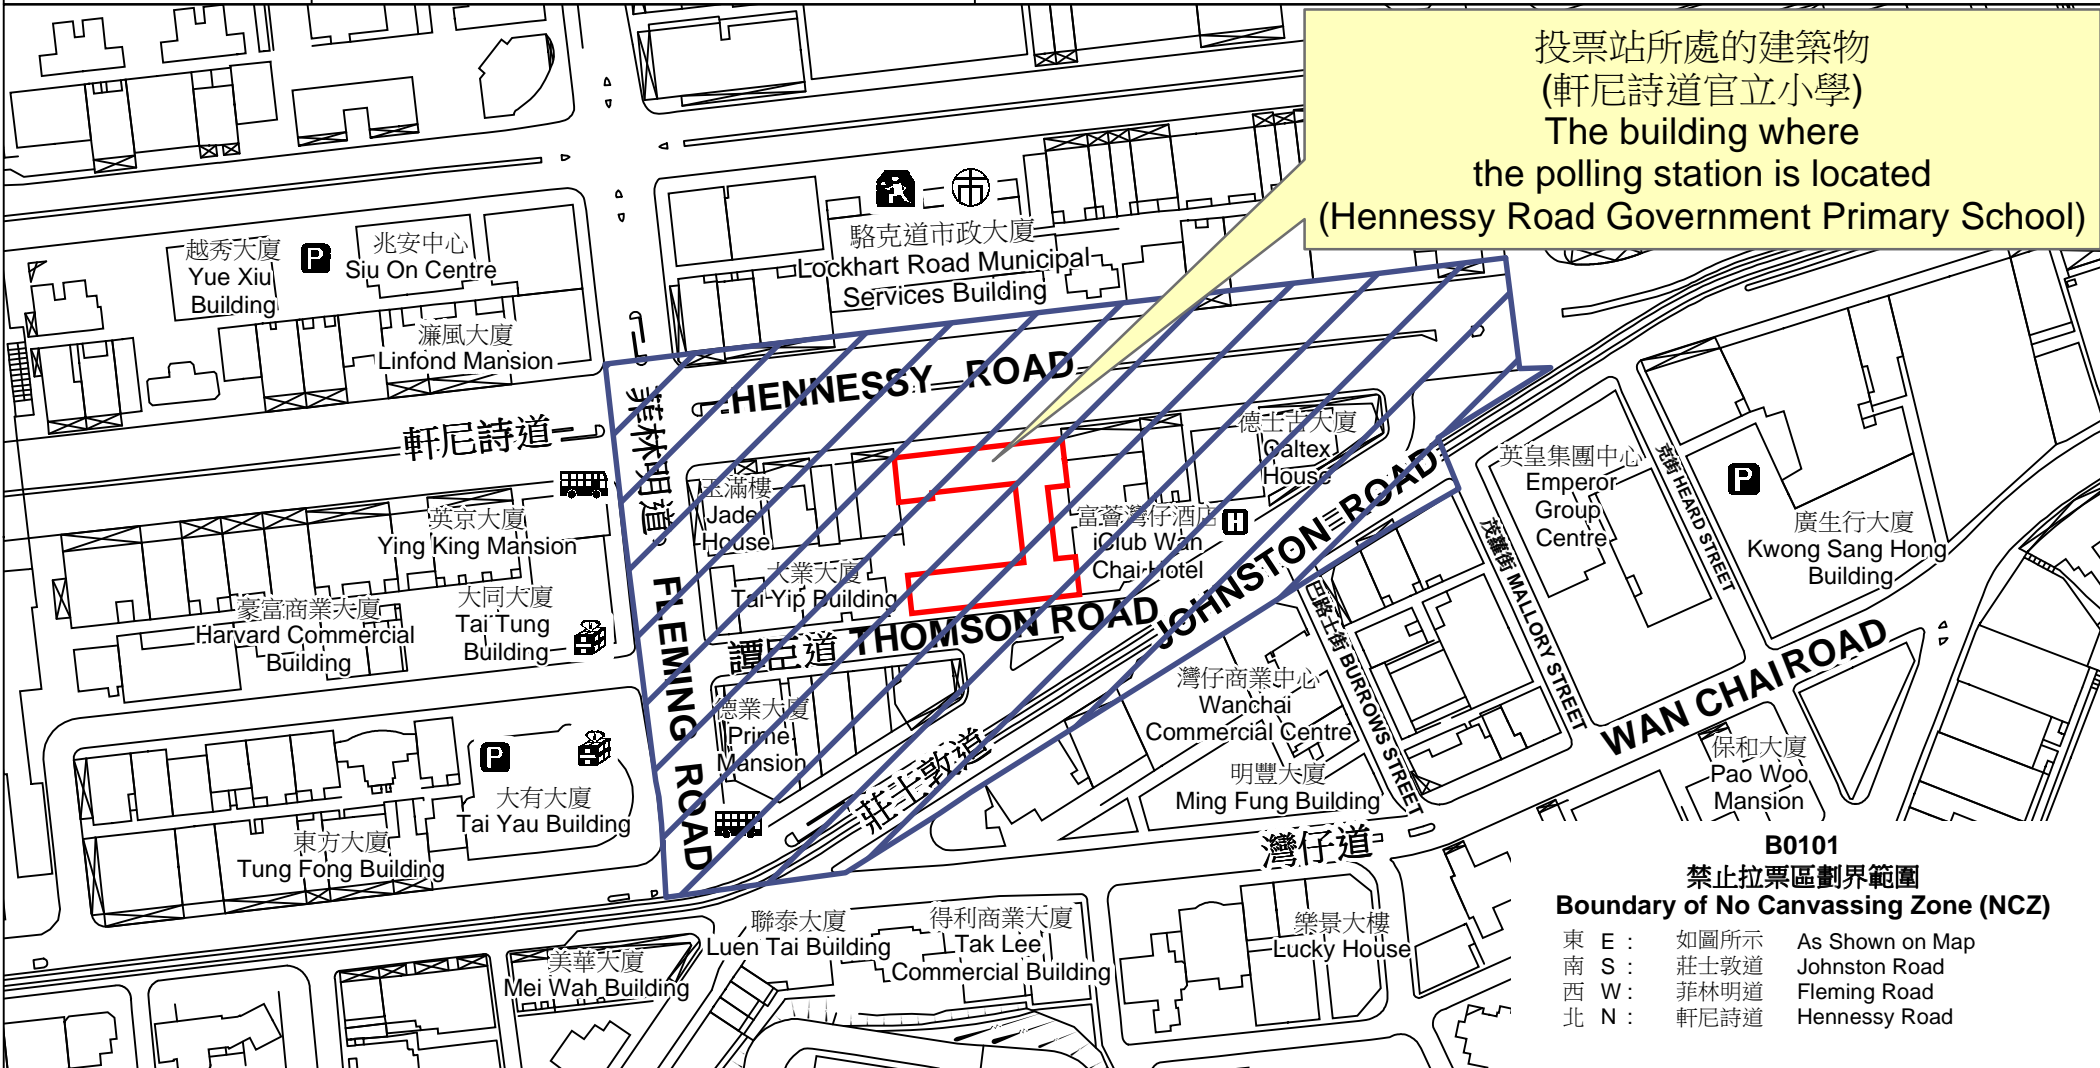 投票站所處的建築物
(軒尼詩道官立小學)
The building where
the polling station is located
(Hennessy Road Government Primary School)
駱克道市政大廈
Lockhart Road Municipal
Services Building
越秀大廈
Yue Xiu
Building
P
兆安中心
Siu On Centre
濂風大廈
Linfond Mansion
軒尼詩道
HENNESSY ROAD
菲林明道
FLEMING ROAD
玉滿樓
Jade
House
大業大廈
Tai Yip Building
德士古大廈
Caltex
House
富薈灣仔酒店
iClub Wan
Chai Hotel
H
譚臣道 THOMSON ROAD
JOHNSTON ROAD
莊士敦道
德業大廈
Prime
Mansion
英京大廈
Ying King Mansion
豪富商業大廈
Harvard Commercial
Building
大同大廈
Tai Tung
Building
P
大有大廈
Tai Yau Building
東方大廈
Tung Fong Building
英皇集團中心
Emperor
Group
Centre
克街 HEARD STREET
P
廣生行大廈
Kwong Sang Hong
Building
茂蘿街 MALLORY STREET
巴路士街 BURROWS STREET
WAN CHAI ROAD
灣仔商業中心
Wanchai
Commercial Centre
明豐大廈
Ming Fung Building
保和大廈
Pao Woo
Mansion
灣仔道
聯泰大廈
Luen Tai Building
得利商業大廈
Tak Lee
Commercial Building
樂景大樓
Lucky House
美華大廈
Mei Wah Building
B0101
禁止拉票區劃界範圍
Boundary of No Canvassing Zone (NCZ)
東 E : 如圖所示 As Shown on Map
南 S : 莊士敦道 Johnston Road
西 W : 菲林明道 Fleming Road
北 N : 軒尼詩道 Hennessy Road